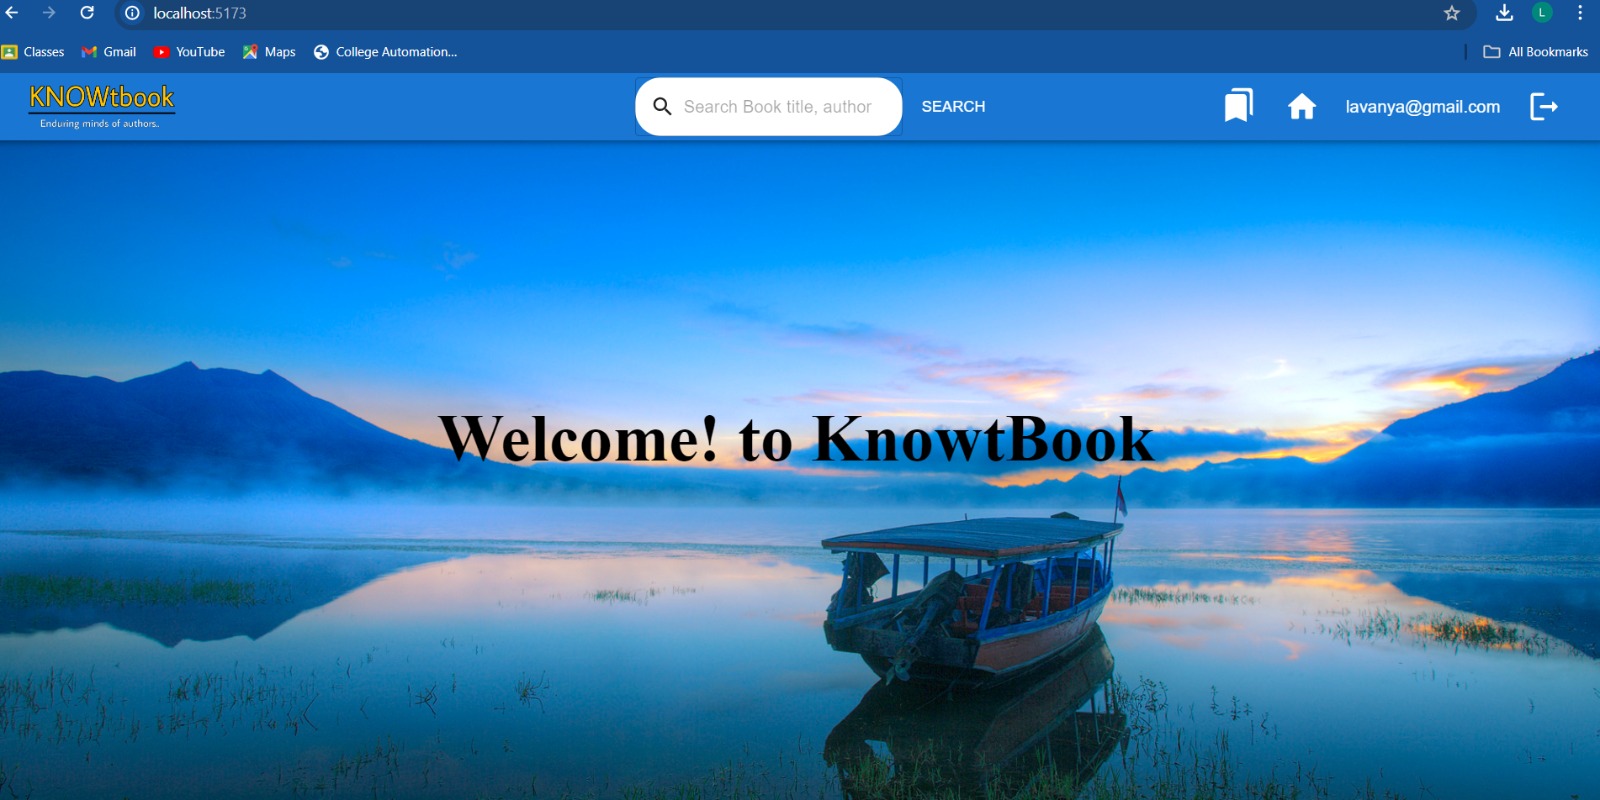 localhost:5173
L
Classes Gmail YouTube Maps College Automation... All Bookmarks
KNOWtbook
Enduring minds of authors..
Search Book title, author SEARCH lavanya@gmail.com
Welcome! to KnowtBook